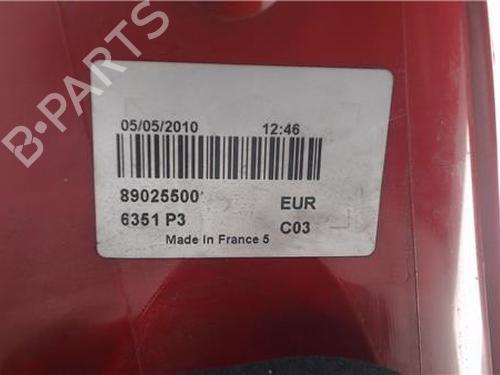 B-PARTS
05/05/2010 12:46
89025500
EUR
6351 P3
C03
Made in France 5